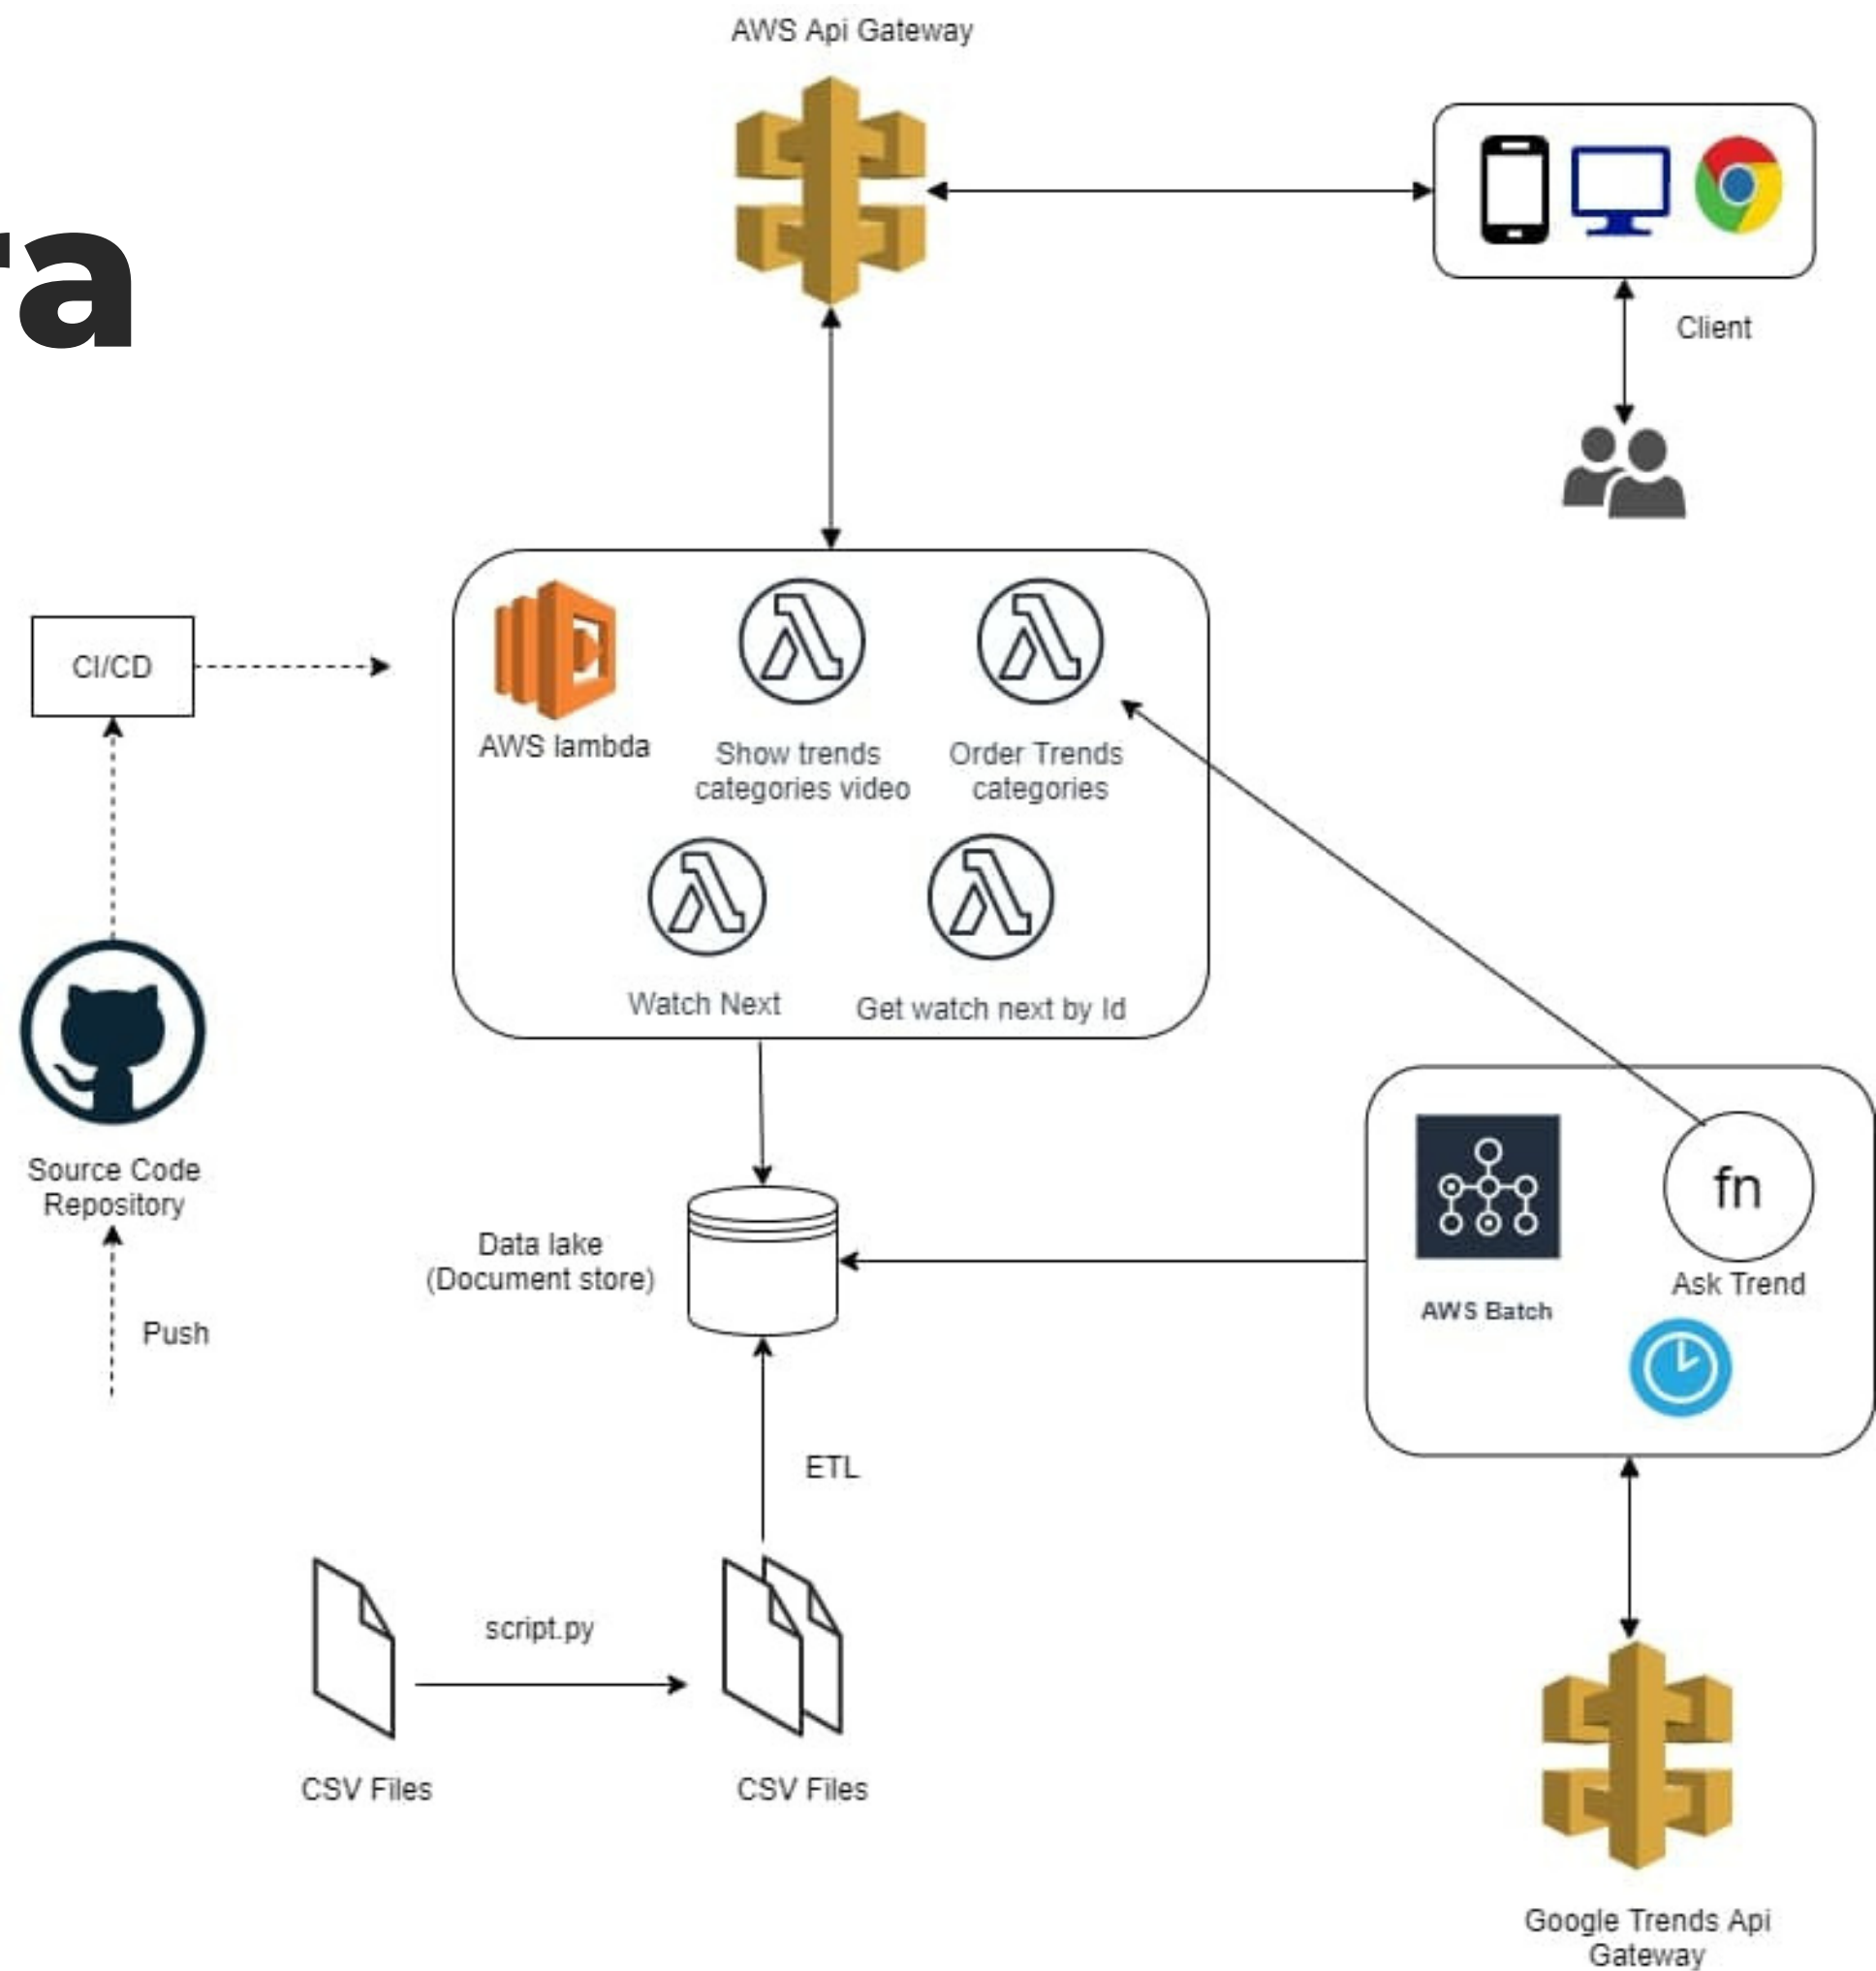 AWS Api Gateway
ra
Client
CI/CD
AWS lambda
Show trends
categories video
Order Trends
categories
Watch Next
Get watch next by Id
Source Code
Repository
Push
Data lake
(Document store)
fn
Ask Trend
AWS Batch
ETL
script.py
CSV Files
CSV Files
Google Trends Api
Gateway